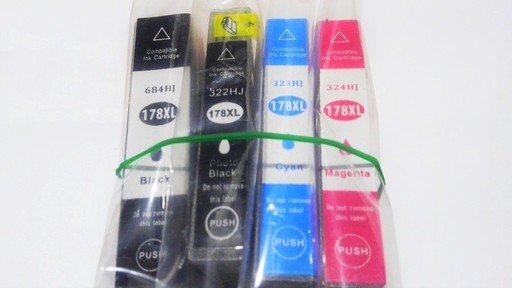 Compatible
Ink Cartridge
684HJ
178XL
Black
Do not remove
this label
PUSH
Compatible
Ink Cartridge
322HJ
178XL
Photo
Black
Do not remove
this label
PUSH
Compatible
Ink Cartridge
323HJ
178XL
Cyan
Do not remove
this label
PUSH
Compatible
Ink Cartridge
324HJ
178XL
Magenta
Do not remove
this label
PUSH